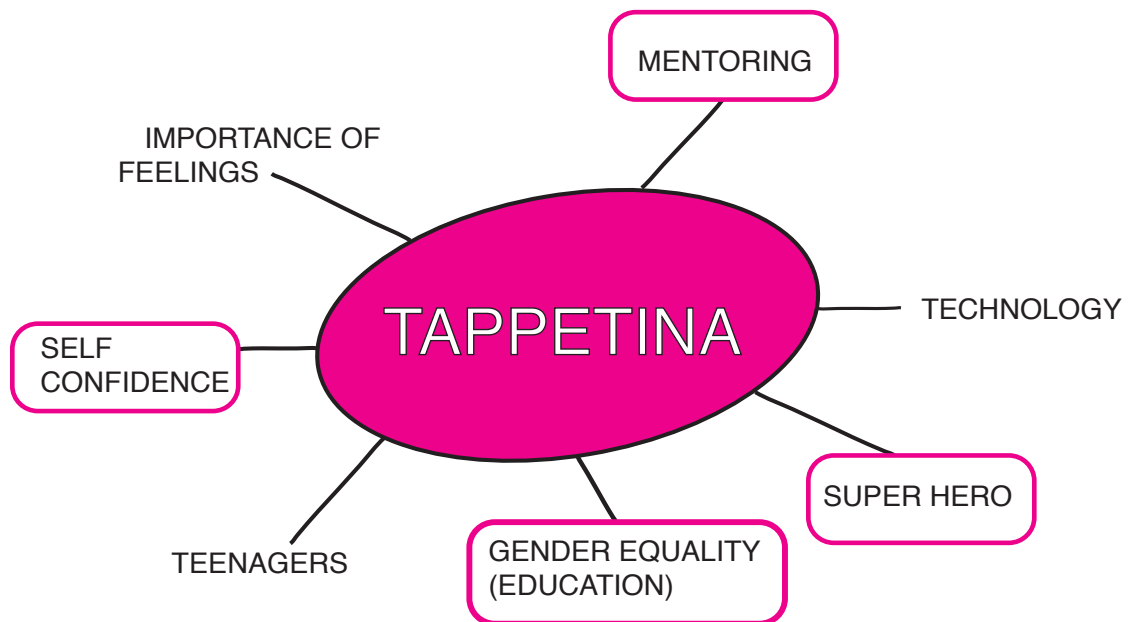 MENTORING
IMPORTANCE OF
FEELINGS
TAPPETINA
TECHNOLOGY
SELF
CONFIDENCE
SUPER HERO
GENDER EQUALITY
(EDUCATION)
TEENAGERS